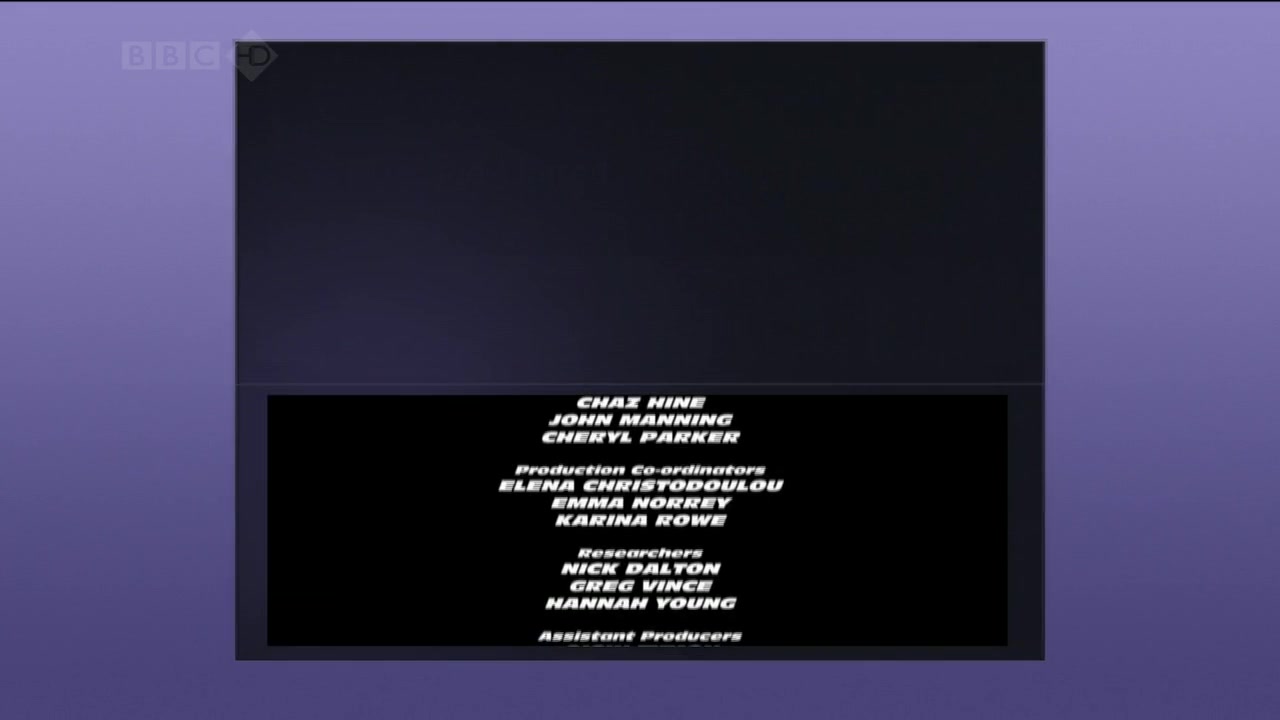 BBC HD
CHAZ HINE
JOHN MANNING
CHERYL PARKER
Production Co-ordinators
ELENA CHRISTODOULOU
EMMA NORREY
KARINA ROWE
Researchers
NICK DALTON
GREG VINCE
HANNAH YOUNG
Assistant Producers